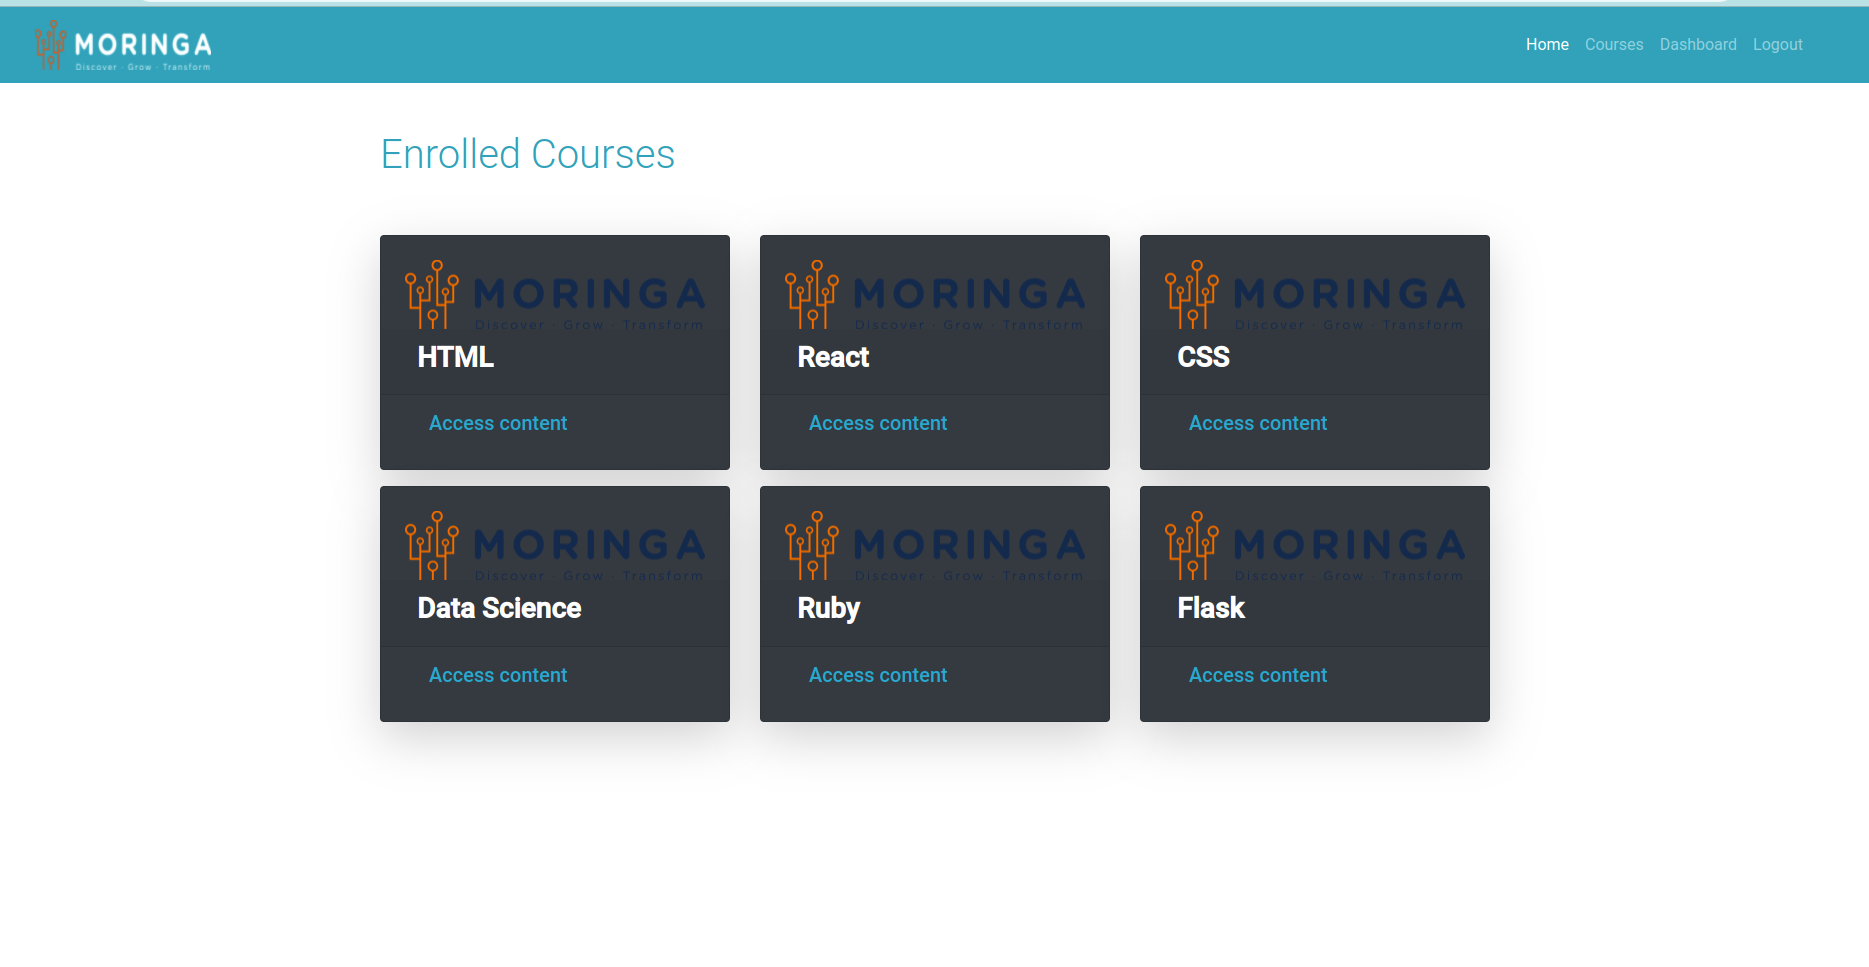 MORINGA
Discover · Grow · Transform
Home Courses Dashboard Logout
Enrolled Courses
MORINGA
Discover · Grow · Transform
HTML
Access content
MORINGA
Discover · Grow · Transform
React
Access content
MORINGA
Discover · Grow · Transform
CSS
Access content
MORINGA
Discover · Grow · Transform
Data Science
Access content
MORINGA
Discover · Grow · Transform
Ruby
Access content
MORINGA
Discover · Grow · Transform
Flask
Access content